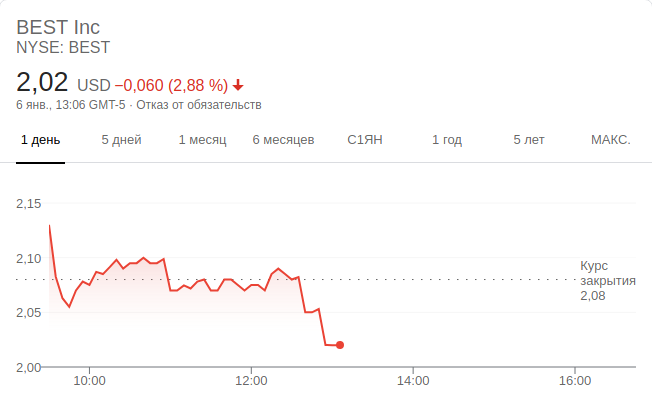 BEST Inc
NYSE: BEST
2,02 USD −0,060 (2,88 %)
6 янв., 13:06 GMT-5 · Отказ от обязательств
1 день 5 дней 1 месяц 6 месяцев С1ЯН 1 год 5 лет МАКС.
2,15
2,10
Курс
закрытия
2,08
2,05
2,00
10:00 12:00 14:00 16:00